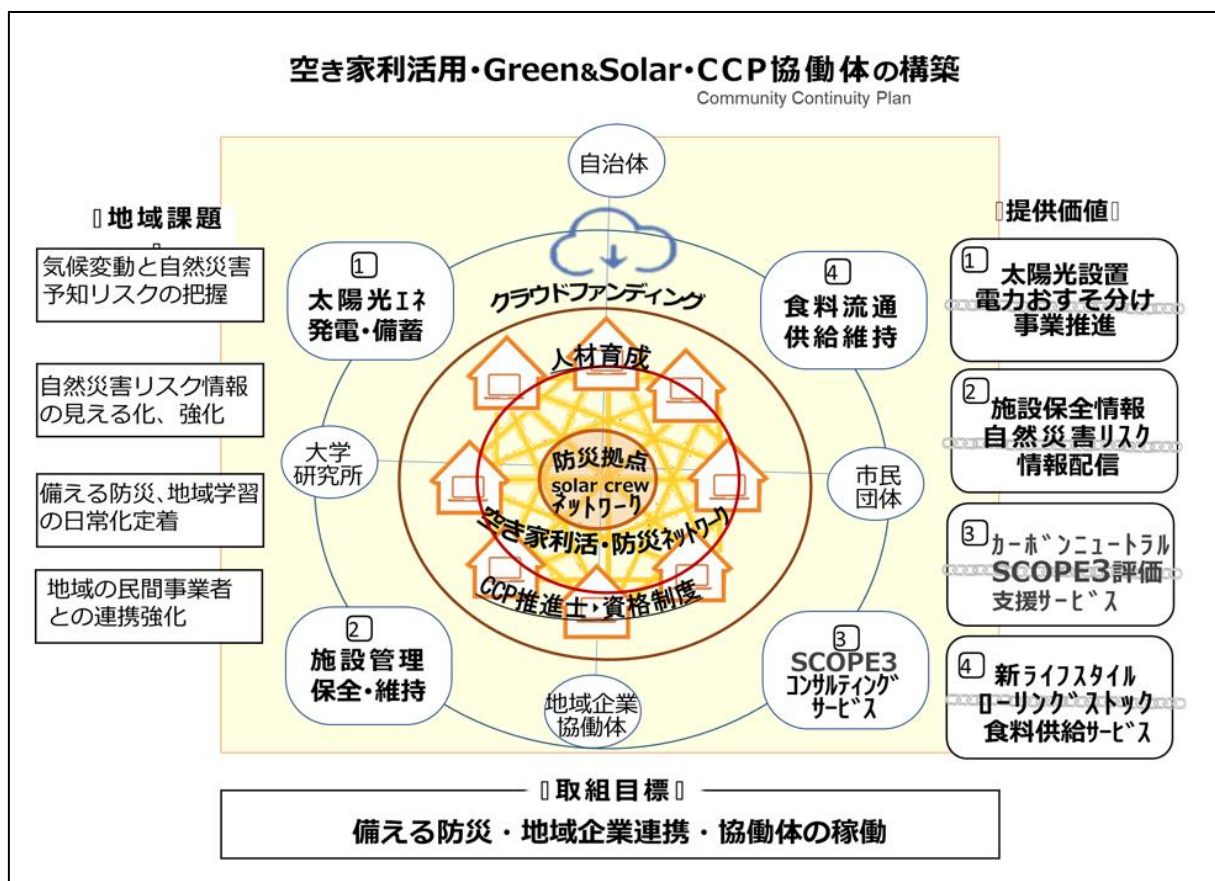 空き家利活用・Green&Solar・CCP協働体の構築
Community Continuity Plan
自治体
地域課題
気候変動と自然災害
予知リスクの把握
自然災害リスク情報
の見える化、強化
備える防災、地域学習
の日常化定着
地域の民間事業者
との連携強化
1
太陽光ｴﾈ
発電・備蓄
クラウドファンディング
4
食料流通
供給維持
人材育成
大学
研究所
防災拠点
solar crew
ﾈｯﾄﾜｰｸ
市民
団体
空き家利活・防災ﾈｯﾄﾜｰｸ
CCP推進士・資格制度
2
施設管理
保全・維持
地域企業
協働体
3
SCOPE3
ｺﾝｻﾙﾃｨﾝｸﾞ
ｻｰﾋﾞｽ
提供価値
1
太陽光設置
電力おすそ分け
事業推進
2
施設保全情報
自然災害ﾘｽｸ
情報配信
3
ｶｰﾎﾞﾝﾆｭｰﾄﾗﾙ
SCOPE3評価
支援ｻｰﾋﾞｽ
4
新ﾗｲﾌｽﾀｲﾙ
ﾛｰﾘﾝｸﾞｽﾄｯｸ
食料供給ｻｰﾋﾞｽ
取組目標
備える防災・地域企業連携・協働体の稼働